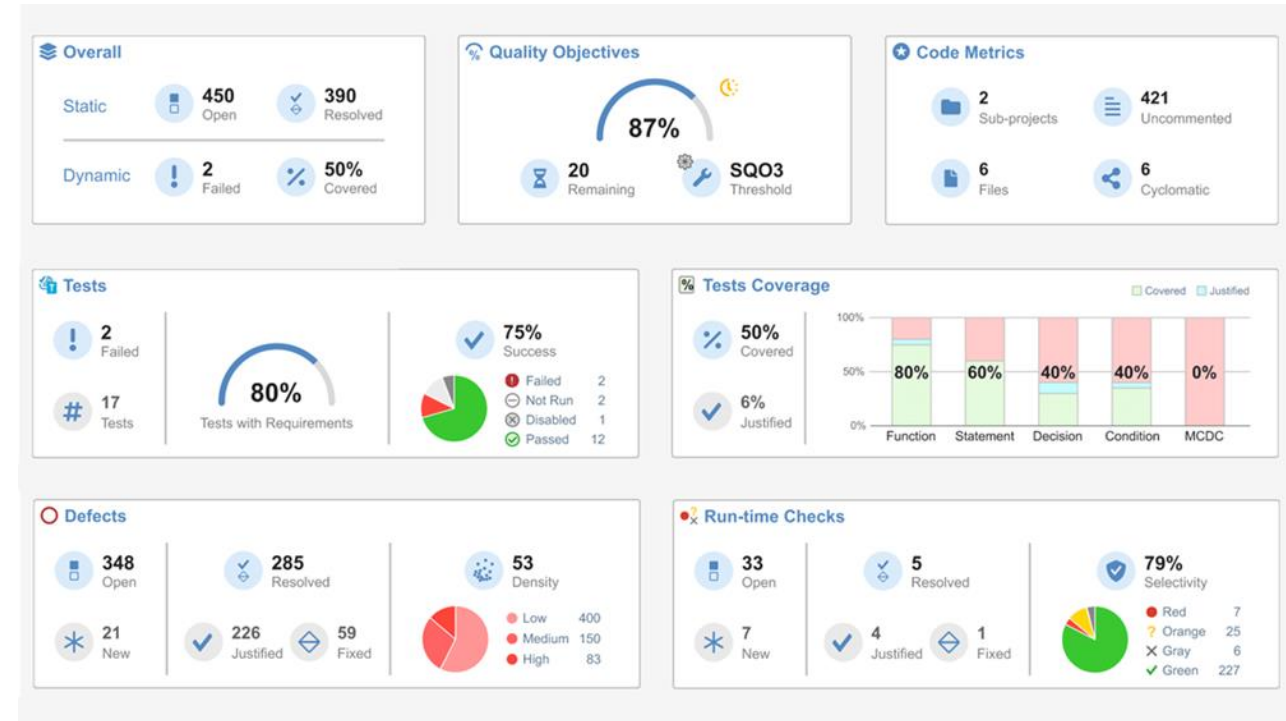 Overall
Static
450
Open
390
Resolved
Dynamic
2
Failed
50%
Covered
% Quality Objectives
87%
20
Remaining
SQO3
Threshold
Code Metrics
2
Sub-projects
421
Uncommented
6
Files
6
Cyclomatic
Tests
2
Failed
17
Tests
80%
Tests with Requirements
75%
Success
Failed 2
Not Run 2
Disabled 1
Passed 12
% Tests Coverage
50%
Covered
6%
Justified
Covered Justified
100%
50%
0%
80% 60% 40% 40% 0%
Function Statement Decision Condition MCDC
Defects
348
Open
285
Resolved
53
Density
21
New
226
Justified
59
Fixed
Low 400
Medium 150
High 83
Run-time Checks
33
Open
5
Resolved
79%
Selectivity
7
New
4
Justified
1
Fixed
Red 7
? Orange 25
Gray 6
Green 227